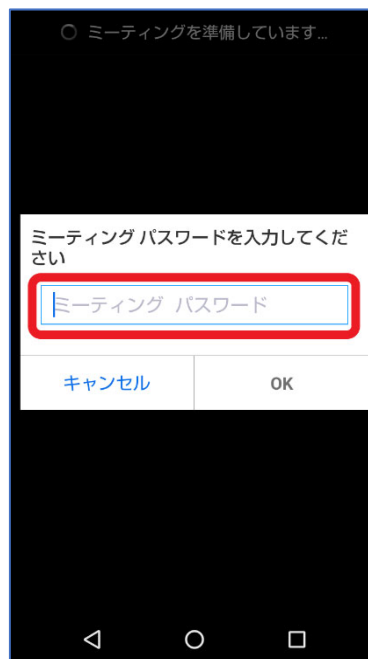 ミーティングを準備しています...
ミーティング パスワードを入力してくだ
さい
ミーティング パスワード
キャンセル
OK